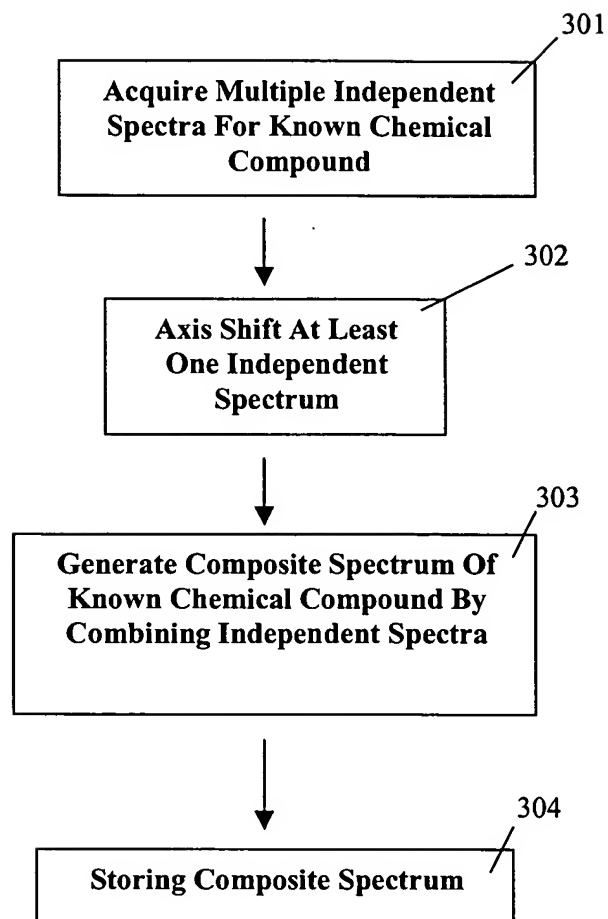 301
Acquire Multiple Independent
Spectra For Known Chemical
Compound
302
Axis Shift At Least
One Independent
Spectrum
303
Generate Composite Spectrum Of
Known Chemical Compound By
Combining Independent Spectra
304
Storing Composite Spectrum